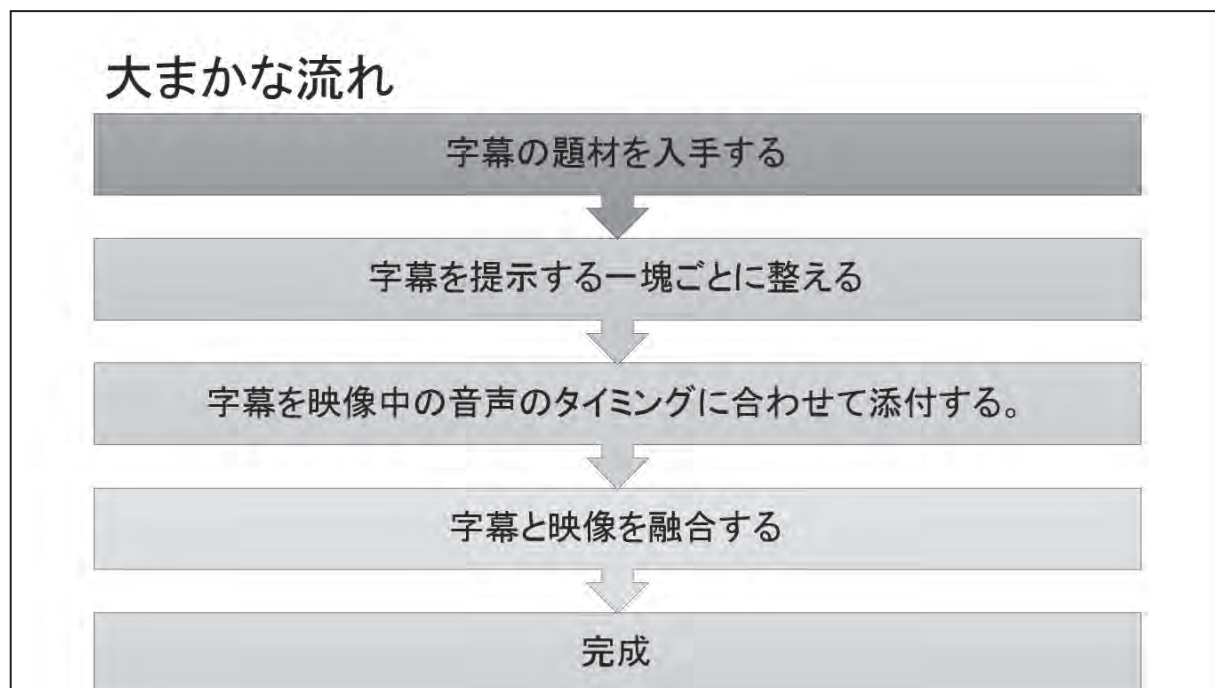 大まかな流れ
字幕の題材を入手する
字幕を提示する一塊ごとに整える
字幕を映像中の音声のタイミングに合わせて添付する。
字幕と映像を融合する
完成